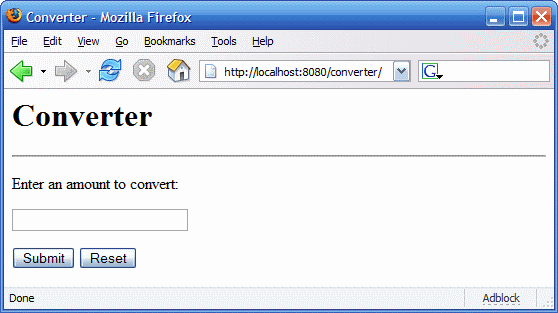 Converter - Mozilla Firefox
File Edit View Go Bookmarks Tools Help
http://localhost:8080/converter/ G
Converter
Enter an amount to convert:
Submit Reset
Done Adblock